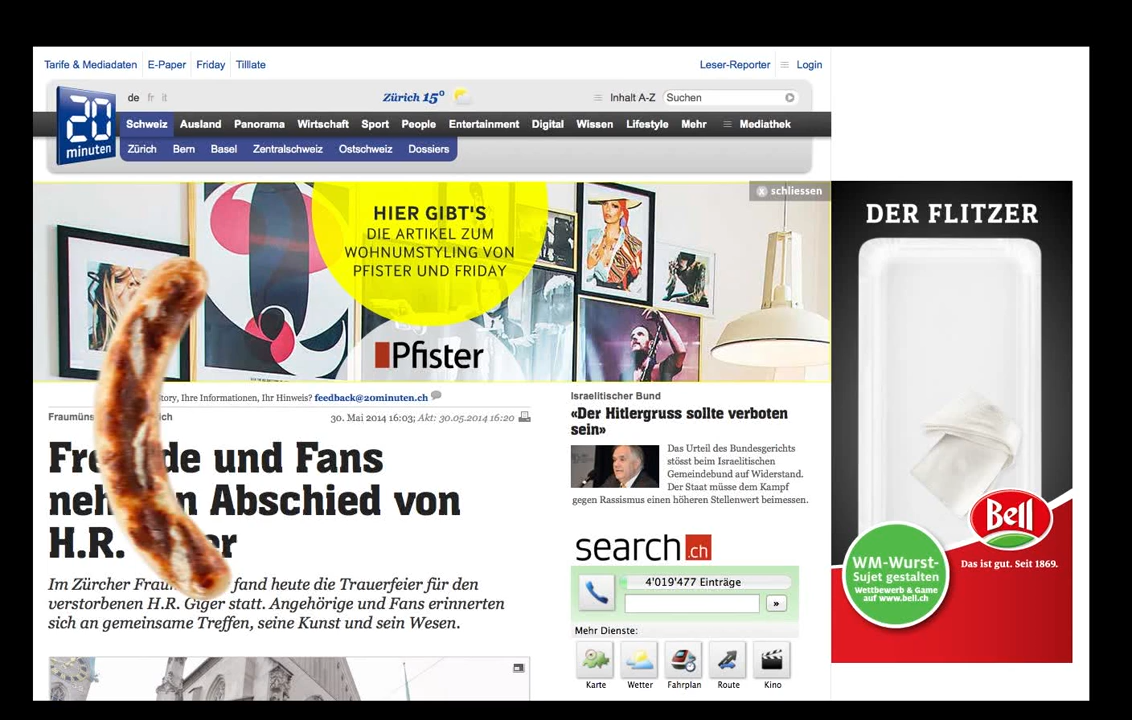 Tarife & Mediadaten E-Paper Friday Tilllate
Leser-Reporter Login
20 minuten
de fr it
Zürich 15°
Inhalt A-Z Suchen
Schweiz Ausland Panorama Wirtschaft Sport People Entertainment Digital Wissen Lifestyle Mehr Mediathek
Zürich Bern Basel Zentralschweiz Ostschweiz Dossiers
x schliessen
HIER GIBT'S
DIE ARTIKEL ZUM
WOHNUMSTYLING VON
PFISTER UND FRIDAY
Pfister
Ihre Informationen, Ihr Hinweis? feedback@20minuten.ch
30. Mai 2014 16:03; Akt: 30.05.2014 16:20
und Fans
Abschied von
H.R.
Im Zürcher fand heute die Trauerfeier für den
verstorbenen H.R. Giger statt. Angehörige und Fans erinnerten
sich an gemeinsame Treffen, seine Kunst und sein Wesen.
Israelitischer Bund
«Der Hitlergruss sollte verboten
sein»
Das Urteil des Bundesgerichts
stösst beim Israelitischen
Gemeindebund auf Widerstand.
Der Staat müsse dem Kampf
gegen Rassismus einen höheren Stellenwert beimessen.
search.ch
4'019'477 Einträge
»
Mehr Dienste:
Karte Wetter Fahrplan Route Kino
DER FLITZER
Bell
Das ist gut. Seit 1869.
WM-Wurst-
Sujet gestalten
Wettbewerb & Game
auf www.bell.ch